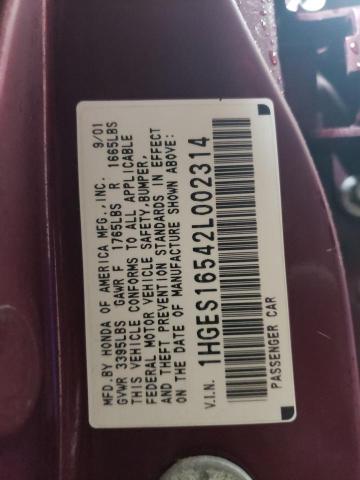 MFD.BY HONDA OF AMERICA MFG.,INC. 9/01
GVWR 3395LBS GAWR F 1765LBS R 1665LBS
THIS VEHICLE CONFORMS TO ALL APPLICABLE
FEDERAL MOTOR VEHICLE SAFETY,BUMPER,
AND THEFT PREVENTION STANDARDS IN EFFECT
ON THE DATE OF MANUFACTURE SHOWN ABOVE:
1HGES16542L002314
V.I.N.
PASSENGER CAR